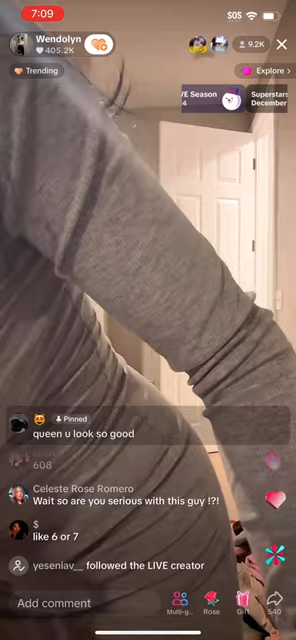 7:09
SOS
Wendolyn
405.2K
9.2K
Trending
Explore >
/E Season
4
Superstars
December
Pinned
queen u look so good
608
Celeste Rose Romero
Wait so are you serious with this guy !?!
$
like 6 or 7
yeseniav__ followed the LIVE creator
Add comment
Multi-g...
Rose
Gift
540